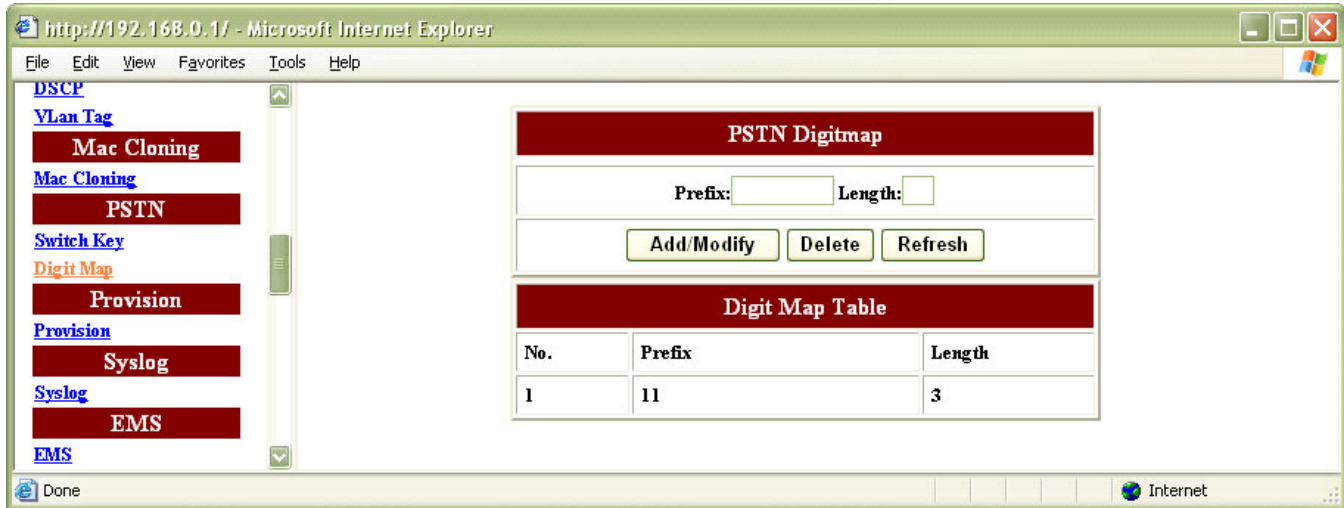 http://192.168.0.1/ - Microsoft Internet Explorer
File Edit View Favorites Tools Help
DSCP
VLan Tag
Mac Cloning
Mac Cloning
PSTN
Switch Key
Digit Map
Provision
Provision
Syslog
Syslog
EMS
EMS
PSTN Digitmap
Prefix: Length:
Add/Modify Delete Refresh
Digit Map Table
No. Prefix Length
1 11 3
Done Internet